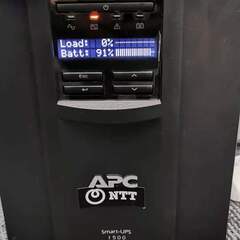 Load: 0%
Batt: 91%
Esc
APC
NTT
Smart-UPS
1500